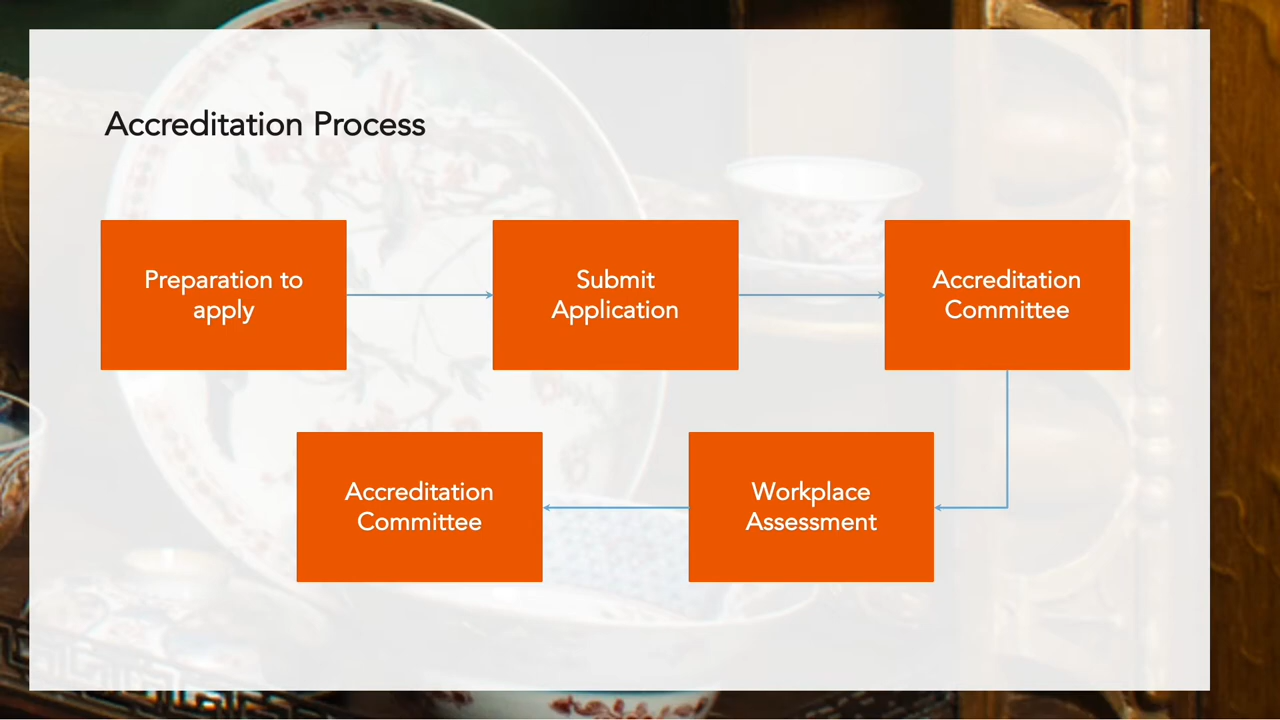 Accreditation Process
Preparation to
apply
Submit
Application
Accreditation
Committee
Workplace
Assessment
Accreditation
Committee